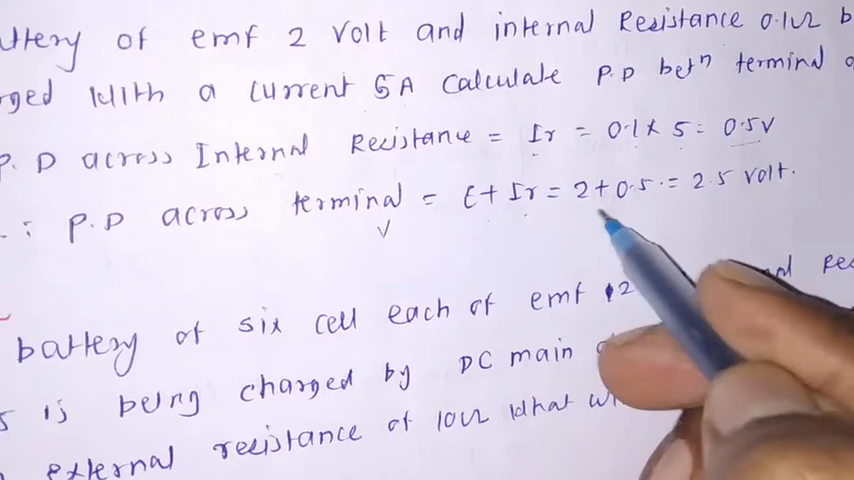 ttery of emf 2 volt and internal Resistance 0.1Ω b
rged with a current 5A calculate P.D betⁿ terminal o
P.D across Internal Resistance = Ir = 0.1 x 5 = 0.5V
∴ P.D across terminal = E + Ir = 2 + 0.5 = 2.5 volt.
V
battery of six cell each of emf 2 Res
s is being charged by DC main
external resistance of 10Ω what w